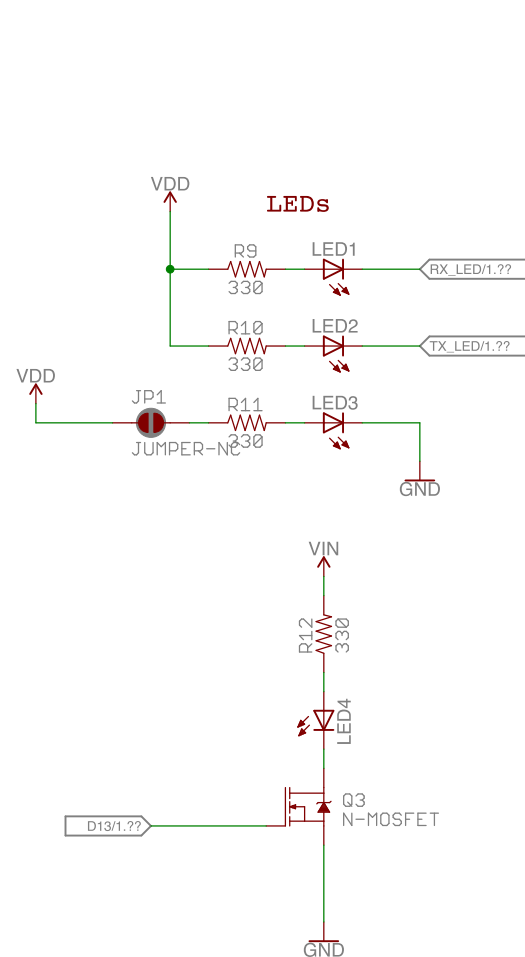 VDD
LEDs
R9
330
LED1
RX_LED/1.??
R10
330
LED2
TX_LED/1.??
VDD
JP1
JUMPER-NC
R11
330
LED3
GND
VIN
R12
330
LED4
Q3
N-MOSFET
D13/1.??
GND